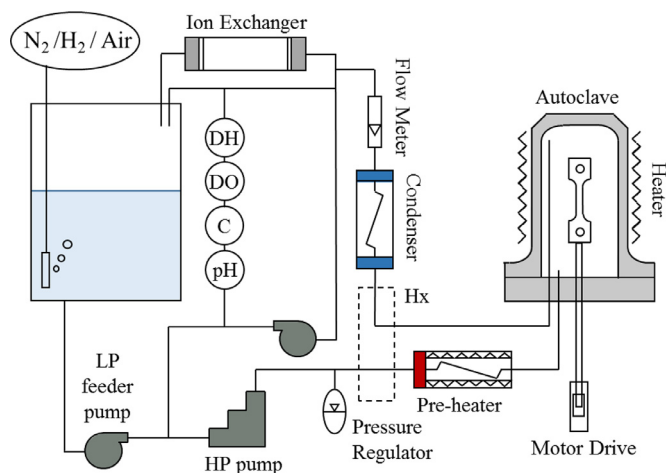 N2/H2/ Air
Ion Exchanger
Flow Meter
Condenser
Autoclave
Heater
DH
DO
C
pH
Hx
LP
feeder
pump
HP pump
Pressure
Regulator
Pre-heater
Motor Drive